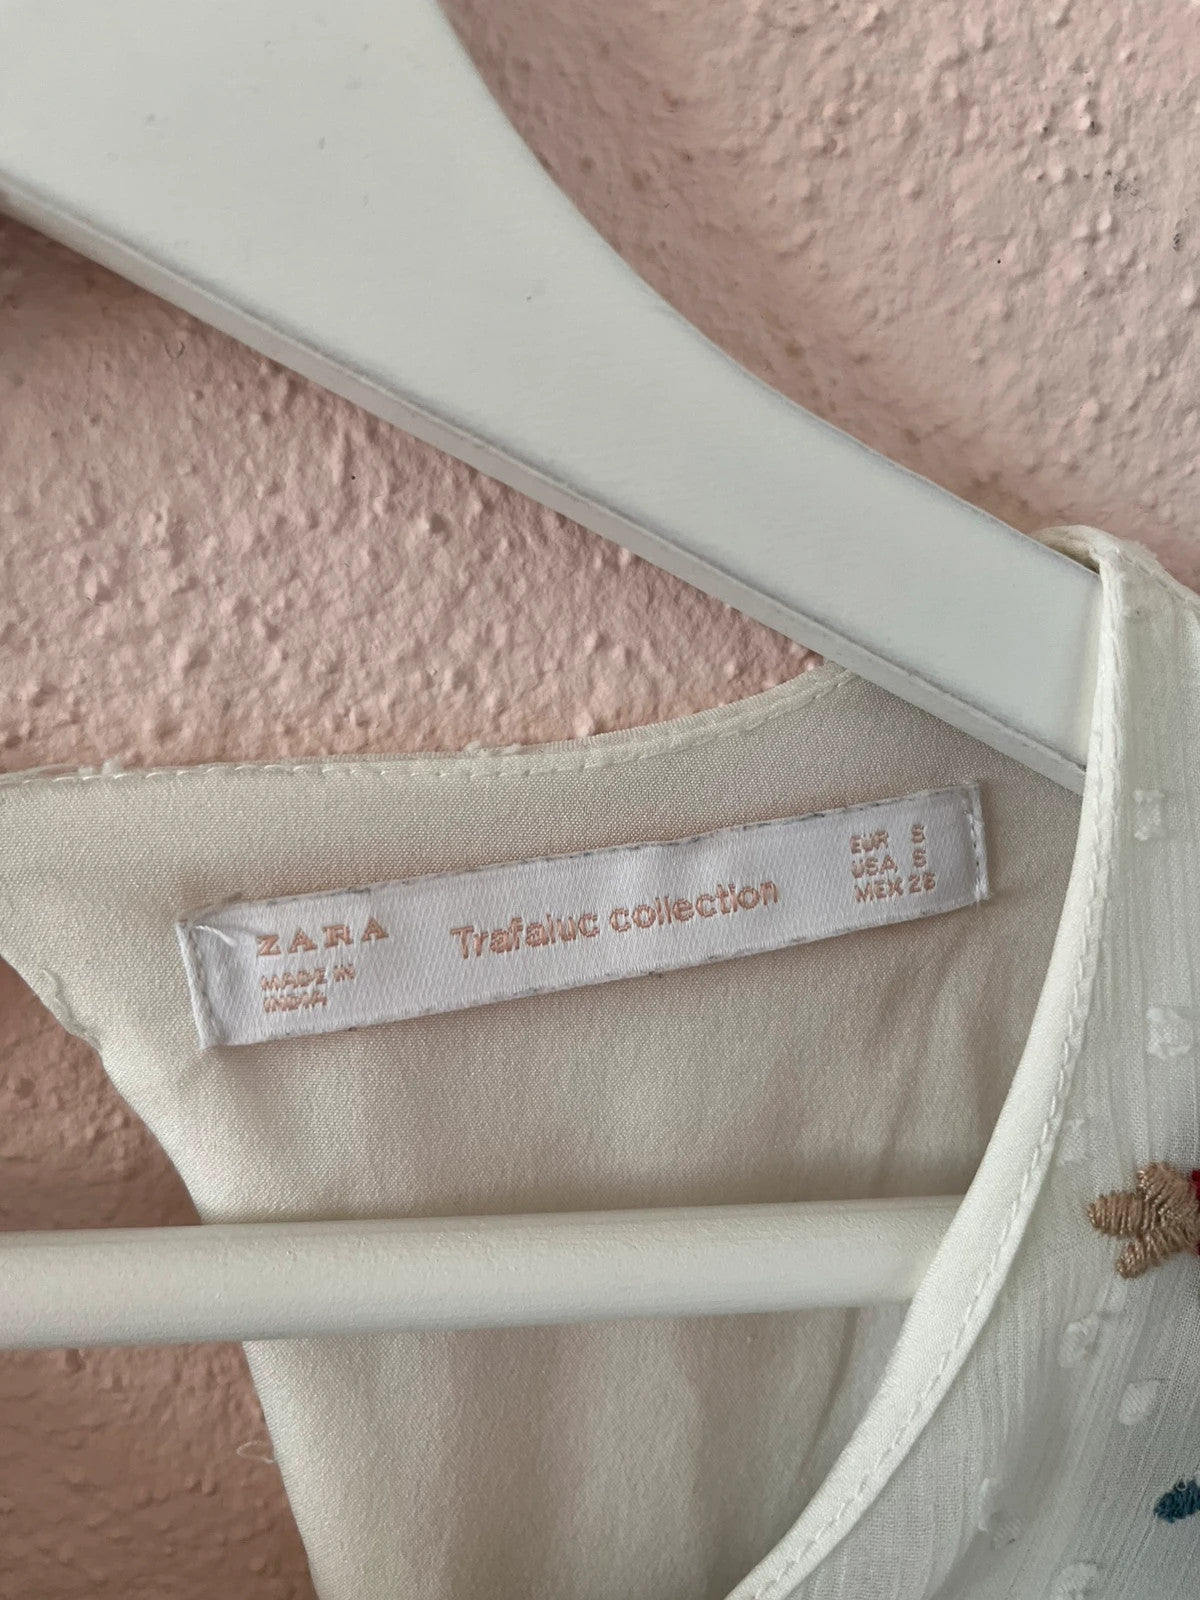 ZARA
MADE IN
INDIA
Trafaluc collection
EUR S
USA S
MEX 26